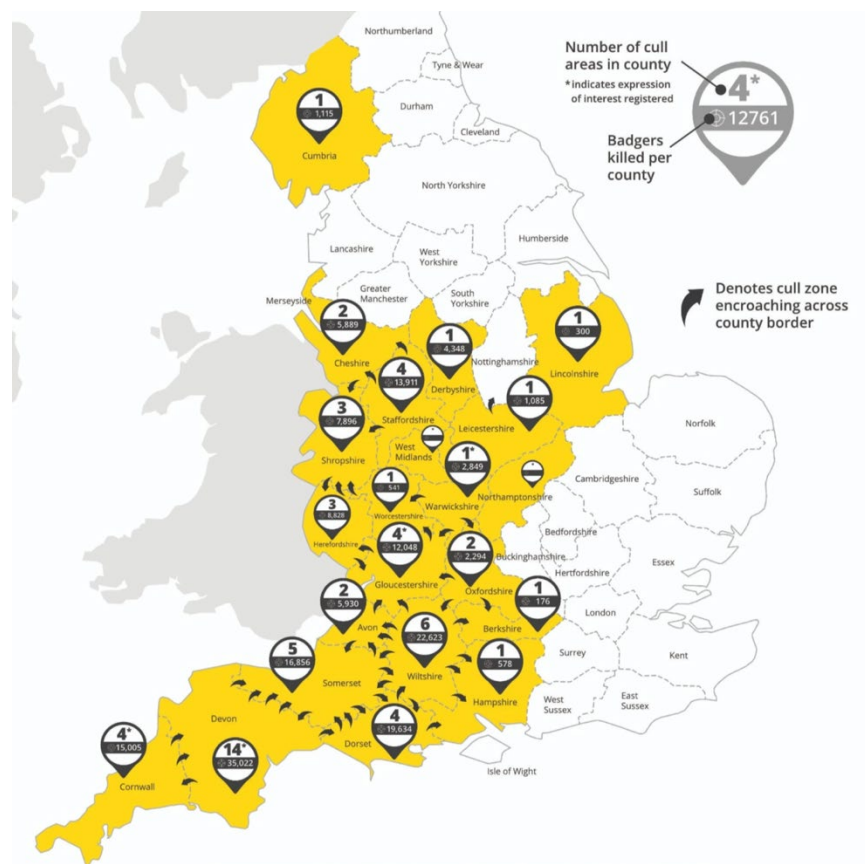 Number of cull
areas in county
*indicates expression
of interest registered
4*
12761
Badgers
killed per
county
Denotes cull zone
encroaching across
county border
Northumberland
Tyne & Wear
Durham
Cleveland
1
1,115
Cumbria
North Yorkshire
Lancashire
West
Yorkshire
Humberside
Greater
Manchester
South
Yorkshire
Merseyside
2
5,889
Cheshire
1
4,348
Derbyshire
Nottinghamshire
1
300
Lincolnshire
4
13,911
Staffordshire
1
1,085
Leicestershire
3
7,896
Shropshire
West
Midlands
*
1*
2,849
Warwickshire
*
Northamptonshire
Norfolk
Cambridgeshire
Suffolk
1
541
Worcestershire
3
8,828
Herefordshire
4*
12,048
Gloucestershire
2
2,294
Oxfordshire
Buckinghamshire
Bedfordshire
Hertfordshire
Essex
London
2
5,930
Avon
6
22,623
Wiltshire
1
176
Berkshire
Surrey
Kent
5
16,856
Somerset
1
578
Hampshire
West
Sussex
East
Sussex
4
19,634
Dorset
Devon
14*
35,022
4*
15,005
Cornwall
Isle of Wight